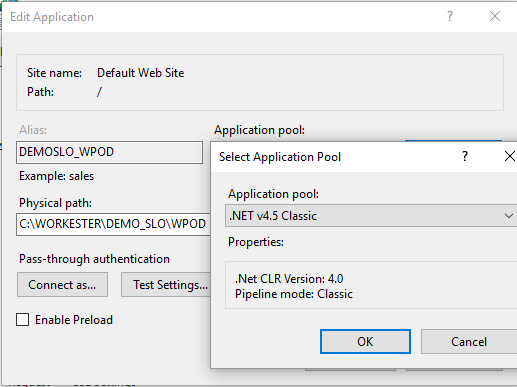 Edit Application
Site name: Default Web Site
Path: /
Alias:
Application pool:
DEMOSLO_WPOD
Example: sales
Physical path:
C:\WORKESTER\DEMO_SLO\WPOD
Pass-through authentication
Connect as...
Test Settings...
Enable Preload
Select Application Pool
Application pool:
.NET v4.5 Classic
Properties:
.Net CLR Version: 4.0
Pipeline mode: Classic
OK
Cancel